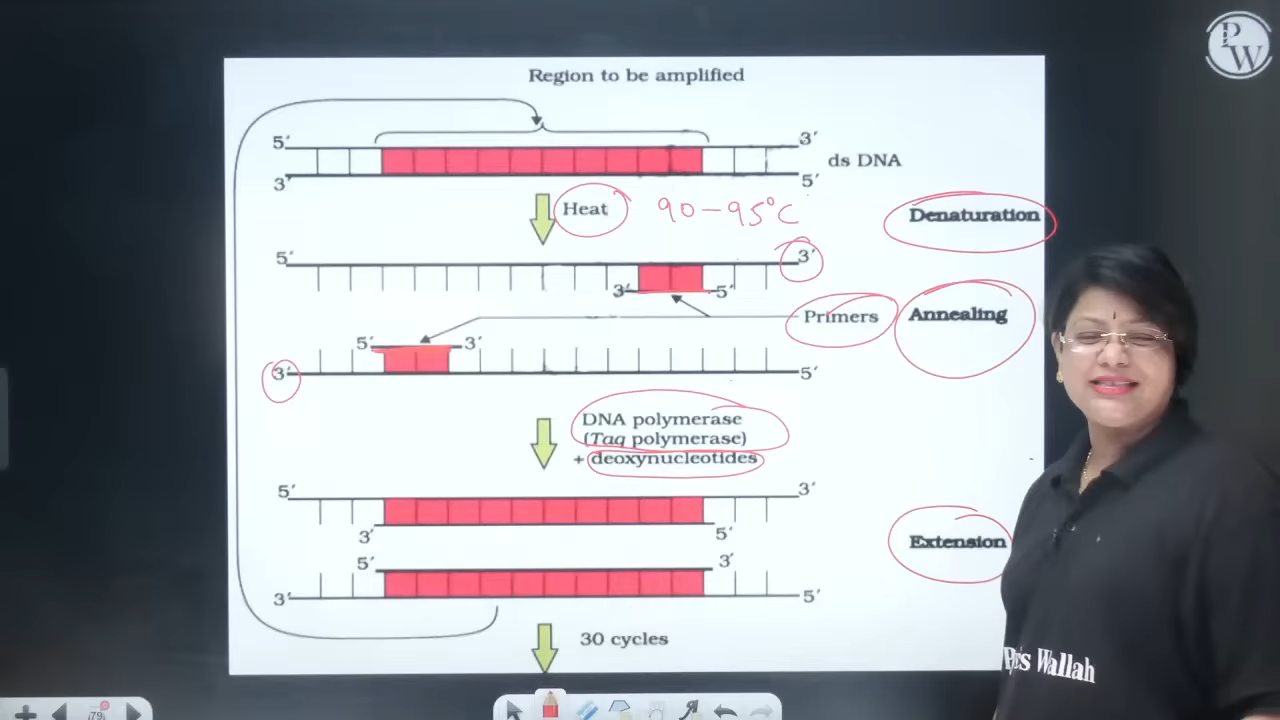 PW
Region to be amplified
5′ 3′
ds DNA
3′ 5′
Heat 90-95°C Denaturation
5′ 3′
3′ 5′
Primers Annealing
5′ 3′
3′ 5′
DNA polymerase
(Taq polymerase)
+ deoxynucleotides
5′ 3′
3′ 5′
Extension
5′ 3′
3′ 5′
30 cycles
Wallah
79